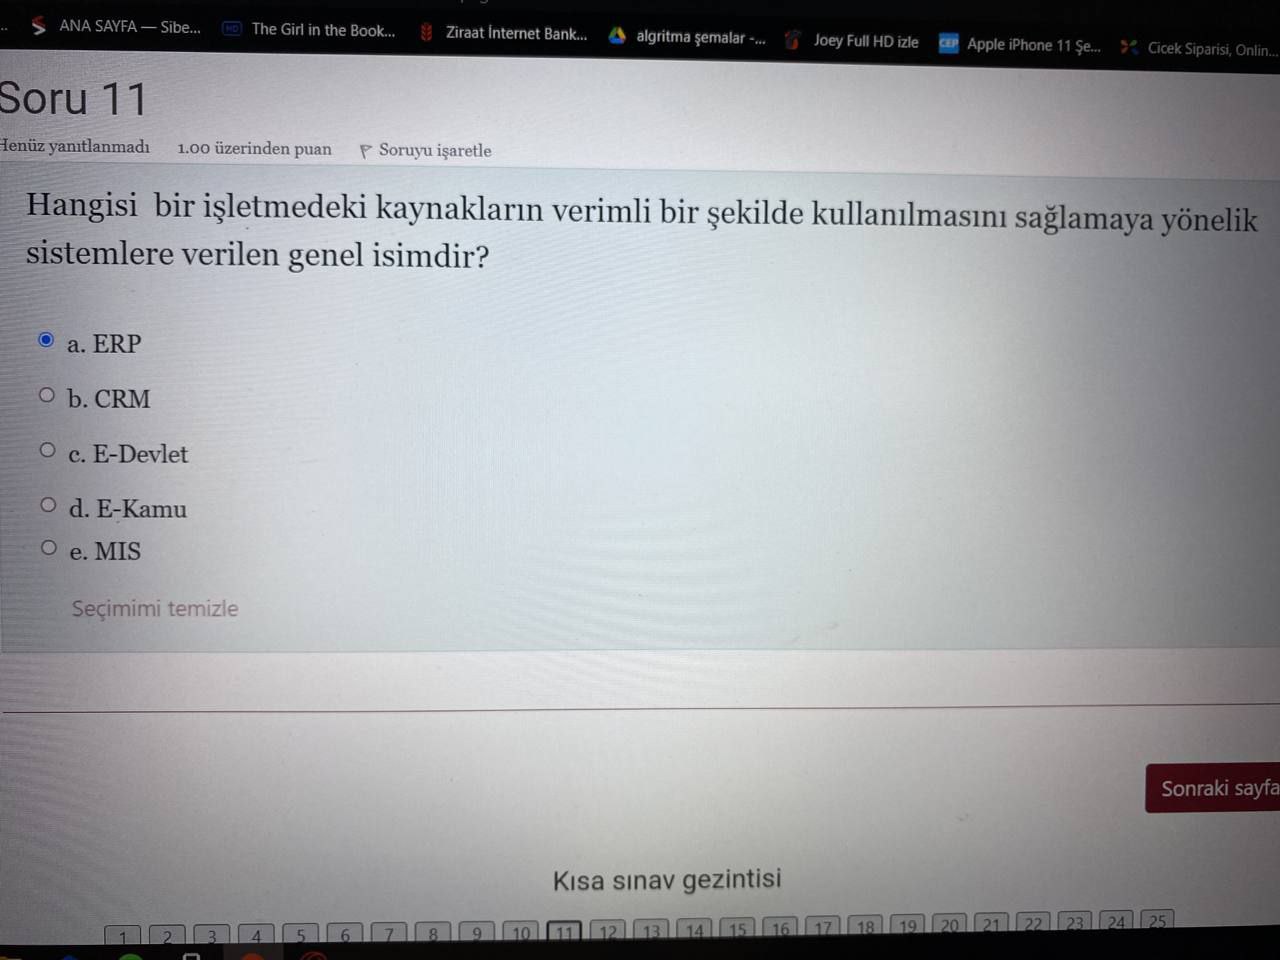 ANA SAYFA — Sibe... HD The Girl in the Book... Ziraat İnternet Bank... algritma şemalar -... Joey Full HD izle CEP Apple iPhone 11 Şe... Cicek Siparisi, Onlin...
Soru 11
Henüz yanıtlanmadı 1.00 üzerinden puan Soruyu işaretle
Hangisi bir işletmedeki kaynakların verimli bir şekilde kullanılmasını sağlamaya yönelik
sistemlere verilen genel isimdir?
a. ERP
b. CRM
c. E-Devlet
d. E-Kamu
e. MIS
Seçimimi temizle
Sonraki sayfa
Kısa sınav gezintisi
1 2 3 4 5 6 7 8 9 10 11 12 13 14 15 16 17 18 19 20 21 22 23 24 25